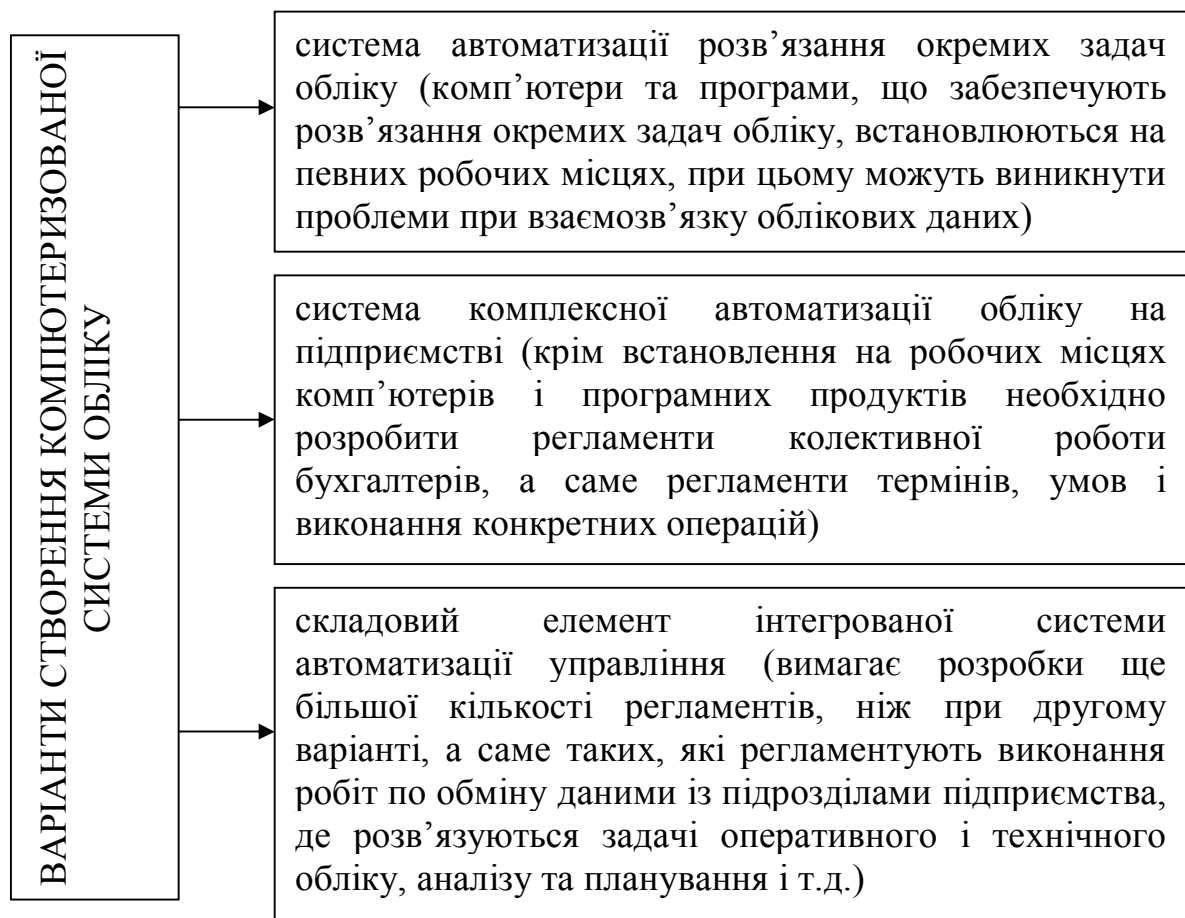 ВАРІАНТИ СТВОРЕННЯ КОМПІЮТЕРИЗОВАНОЇ
СИСТЕМИ ОБЛІКУ
система автоматизації розв’язання окремих задач
обліку (комп’ютери та програми, що забезпечують
розв’язання окремих задач обліку, встановлюються на
певних робочих місцях, при цьому можуть виникнути
проблеми при взаємозв’язку облікових даних)
система комплексної автоматизації обліку на
підприємстві (крім встановлення на робочих місцях
комп’ютерів і програмних продуктів необхідно
розробити регламенти колективної роботи
бухгалтерів, а саме регламенти термінів, умов і
виконання конкретних операцій)
складовий елемент інтегрованої системи
автоматизації управління (вимагає розробки ще
більшої кількості регламентів, ніж при другому
варіанті, а саме таких, які регламентують виконання
робіт по обміну даними із підрозділами підприємства,
де розв’язуються задачі оперативного і технічного
обліку, аналізу та планування і т.д.)